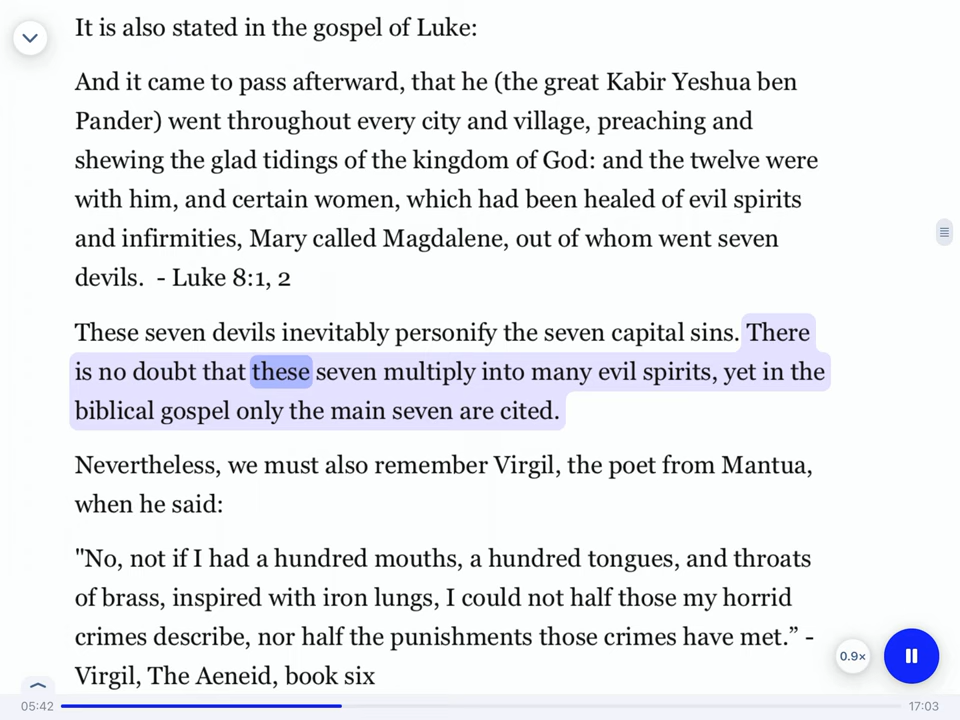 It is also stated in the gospel of Luke:
And it came to pass afterward, that he (the great Kabir Yeshua ben
Pander) went throughout every city and village, preaching and
shewing the glad tidings of the kingdom of God: and the twelve were
with him, and certain women, which had been healed of evil spirits
and infirmities, Mary called Magdalene, out of whom went seven
devils.  - Luke 8:1, 2
These seven devils inevitably personify the seven capital sins. There
is no doubt that these seven multiply into many evil spirits, yet in the
biblical gospel only the main seven are cited.
Nevertheless, we must also remember Virgil, the poet from Mantua,
when he said:
"No, not if I had a hundred mouths, a hundred tongues, and throats
of brass, inspired with iron lungs, I could not half those my horrid
crimes describe, nor half the punishments those crimes have met.” -
Virgil, The Aeneid, book six
0.9×
05:42
17:03